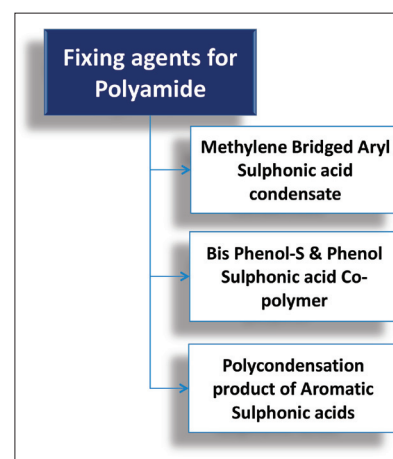 Fixing agents for
Polyamide
Methylene Bridged Aryl
Sulphonic acid
condensate
Bis Phenol-S & Phenol
Sulphonic acid Co-
polymer
Polycondensation
product of Aromatic
Sulphonic acids